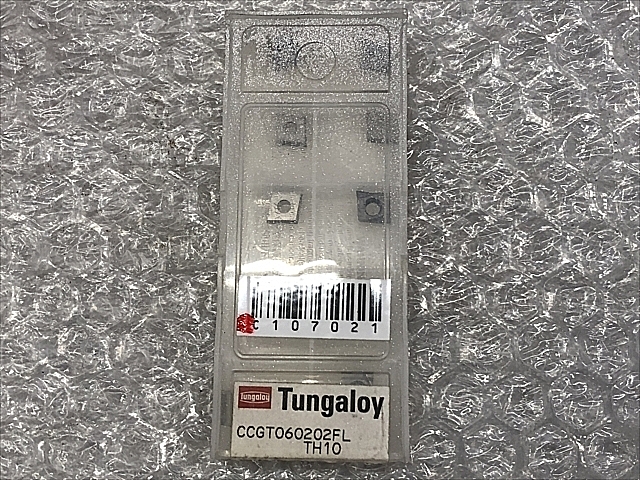 C107021
Tungaloy
Tungaloy
CCGT060202FL
TH10